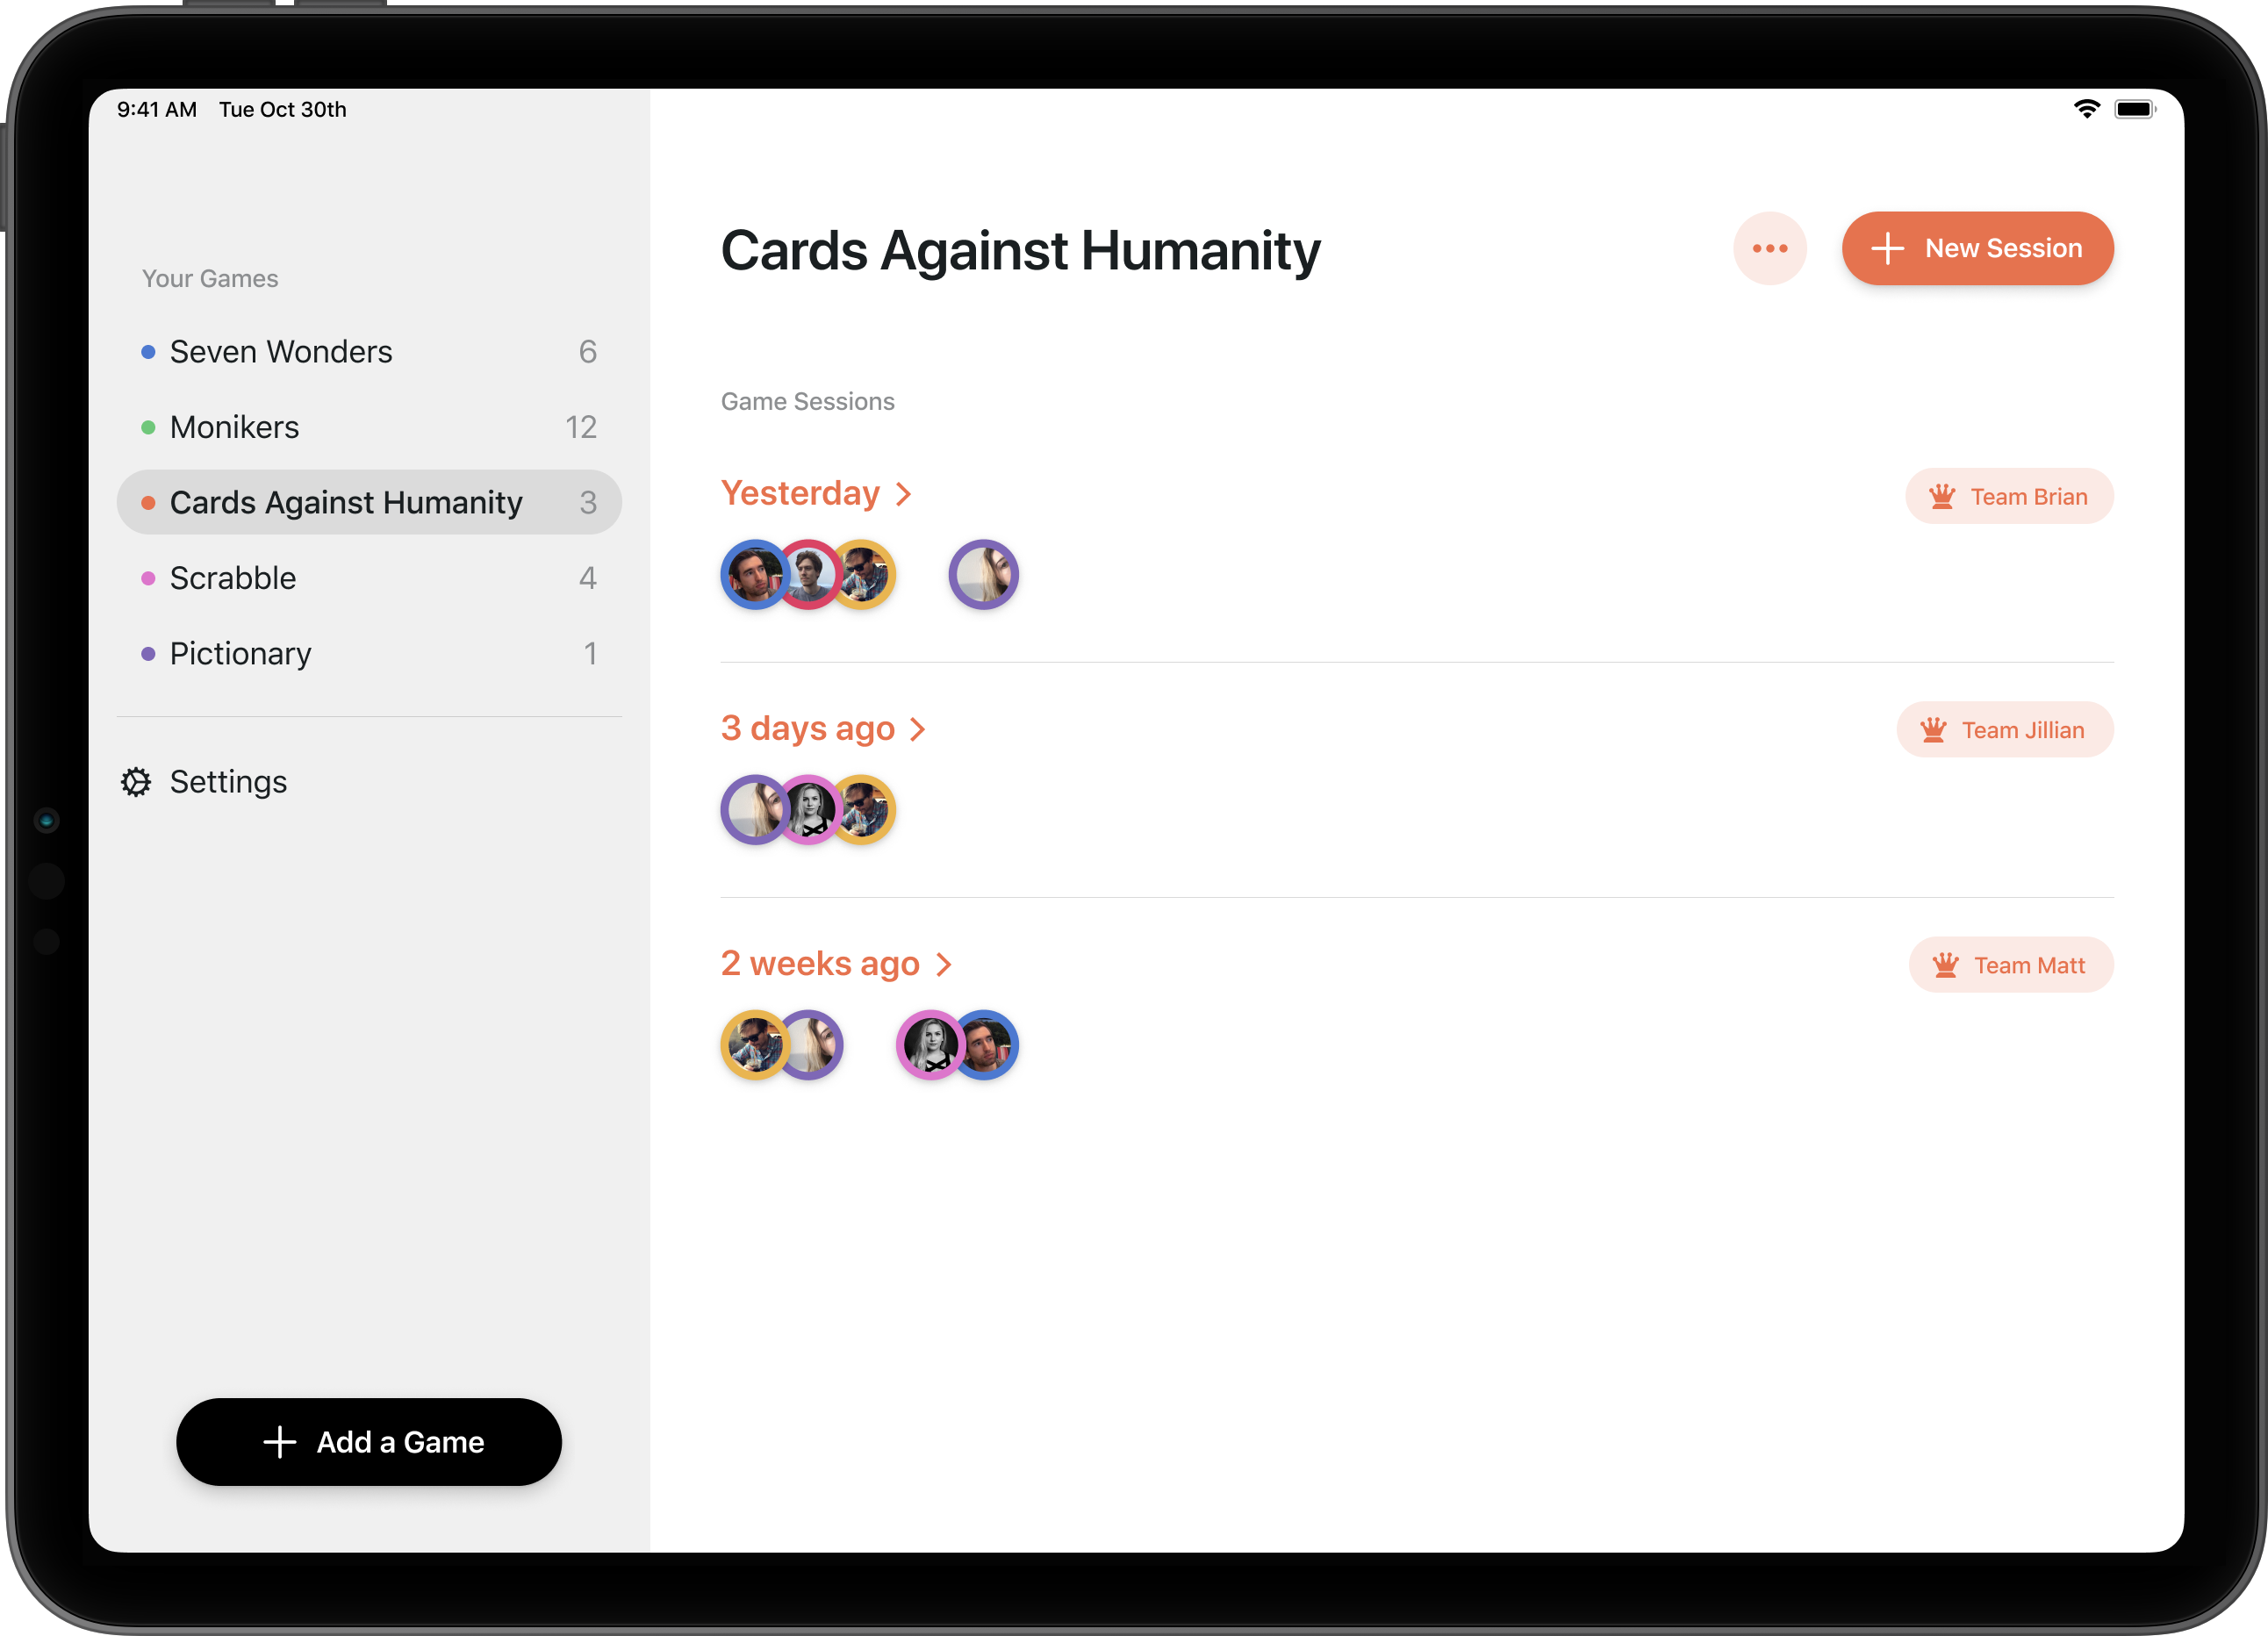 9:41 AM Tue Oct 30th
Your Games
Seven Wonders 6
Monikers 12
Cards Against Humanity 3
Scrabble 4
Pictionary 1
Settings
Add a Game
Cards Against Humanity
New Session
Game Sessions
Yesterday
Team Brian
3 days ago
Team Jillian
2 weeks ago
Team Matt